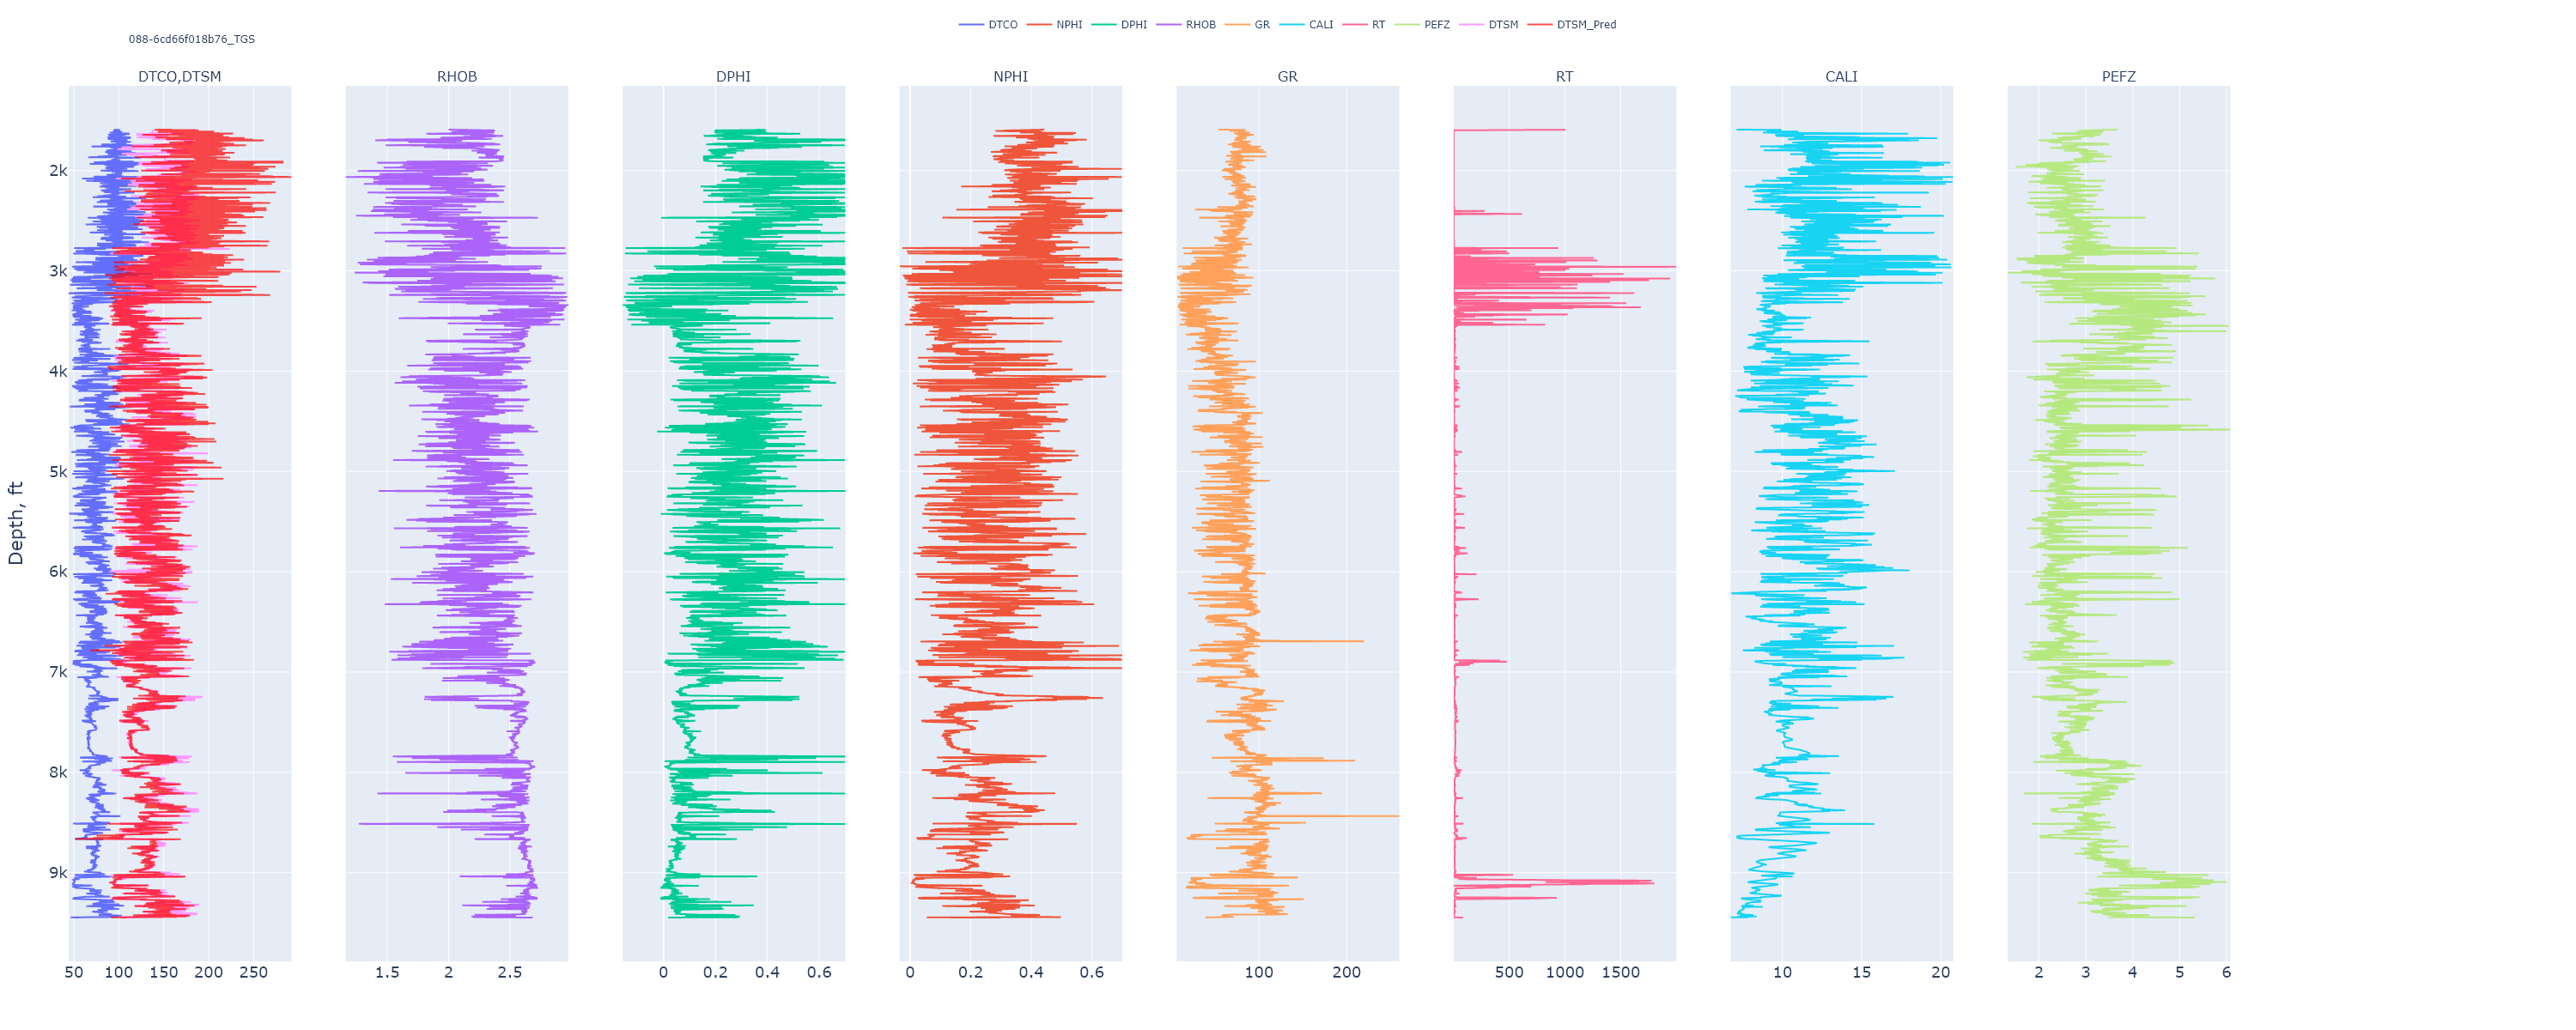 DTCO NPHI DPHI RHOB GR CALI RT PEFZ DTSM DTSM_Pred
088-6cd66f018b76_TGS
DTCO,DTSM RHOB DPHI NPHI GR RT CALI PEFZ
2k
3k
4k
5k
6k
7k
8k
9k
Depth, ft
50 100 150 200 250 1.5 2 2.5 0 0.2 0.4 0.6 0 0.2 0.4 0.6 100 200 500 1000 1500 10 15 20 2 3 4 5 6